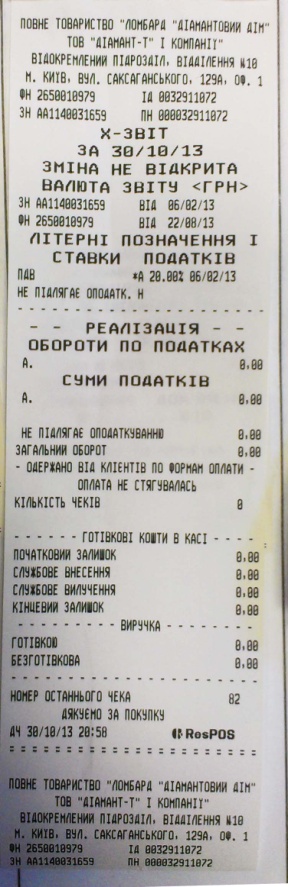 ПОВНЕ ТОВАРИСТВО "ЛОМБАРД "ДІАМАНТОВИЙ ДІМ"
ТОВ "ДІАМАНТ-Т" І КОМПАНІЇ"
ВІДОКРЕМЛЕНИЙ ПІДРОЗДІЛ, ВІДДІЛЕННЯ №10
М. КИЇВ, ВУЛ. САКСАГАНСЬКОГО, 129А, ОФ. 1
ФН 2650010979 ІД 0032911072
ЗН АА1140031659 ПН 000032911072
Х-ЗВІТ
ЗА 30/10/13
ЗМІНА НЕ ВІДКРИТА
ВАЛЮТА ЗВІТУ <ГРН>
ЗН АА1140031659 ВІД 06/02/13
ФН 2650010979 ВІД 22/08/13
ЛІТЕРНІ ПОЗНАЧЕННЯ І
СТАВКИ ПОДАТКІВ
ПДВ *А 20.00% 06/02/13
НЕ ПІДЛЯГАЄ ОПОДАТК. Н
- - РЕАЛІЗАЦІЯ - -
ОБОРОТИ ПО ПОДАТКАХ
А. 0.00
СУМИ ПОДАТКІВ
А. 0.00
НЕ ПІДЛЯГАЄ ОПОДАТКУВАННЮ 0.00
ЗАГАЛЬНИЙ ОБОРОТ 0.00
- ОДЕРЖАНО ВІД КЛІЄНТІВ ПО ФОРМАМ ОПЛАТИ -
ОПЛАТА НЕ СТЯГУВАЛАСЬ
КІЛЬКІСТЬ ЧЕКІВ 0
- - - - - - ГОТІВКОВІ КОШТИ В КАСІ - - - -
ПОЧАТКОВИЙ ЗАЛИШОК 0.00
СЛУЖБОВЕ ВНЕСЕННЯ 0.00
СЛУЖБОВЕ ВИЛУЧЕННЯ 0.00
КІНЦЕВИЙ ЗАЛИШОК 0.00
- - - - - - - - - ВИРУЧКА - - - - - - - -
ГОТІВКОЮ 0.00
БЕЗГОТІВКОВА 0.00
НОМЕР ОСТАННЬОГО ЧЕКА 82
ДЯКУЄМО ЗА ПОКУПКУ
ДЧ 30/10/13 20:58 ResPOS
ПОВНЕ ТОВАРИСТВО "ЛОМБАРД "ДІАМАНТОВИЙ ДІМ"
ТОВ "ДІАМАНТ-Т" І КОМПАНІЇ"
ВІДОКРЕМЛЕНИЙ ПІДРОЗДІЛ, ВІДДІЛЕННЯ №10
М. КИЇВ, ВУЛ. САКСАГАНСЬКОГО, 129А, ОФ. 1
ФН 2650010979 ІД 0032911072
ЗН АА1140031659 ПН 000032911072